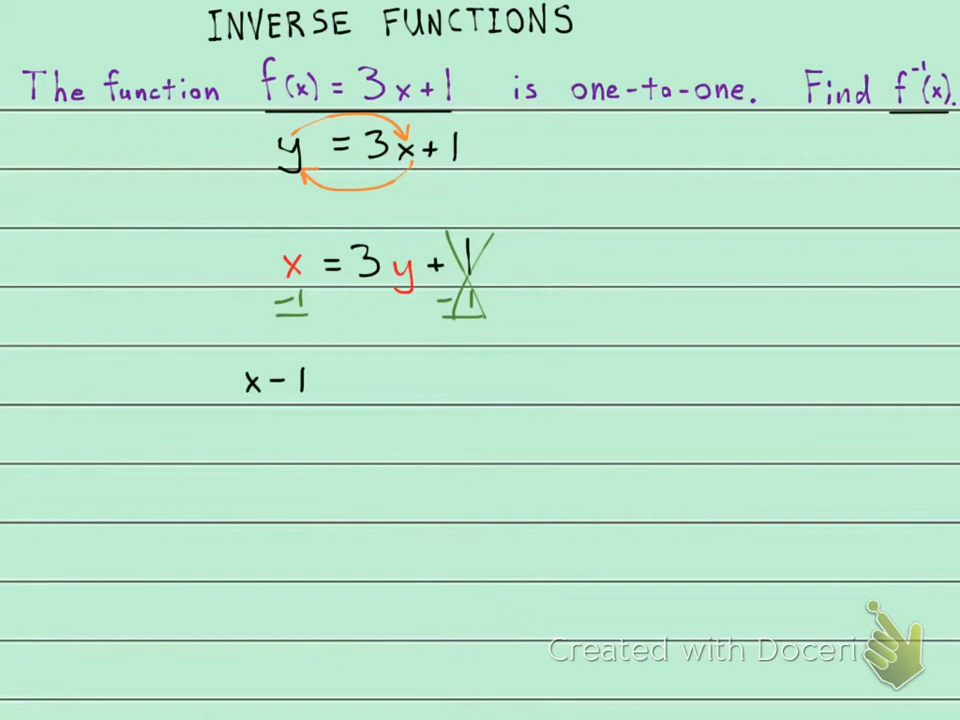 INVERSE FUNCTIONS
The function f(x) = 3x+1 is one-to-one. Find f⁻¹(x).
y = 3x+1
x = 3y + 1
-1 -1
x - 1
Created with Doceri